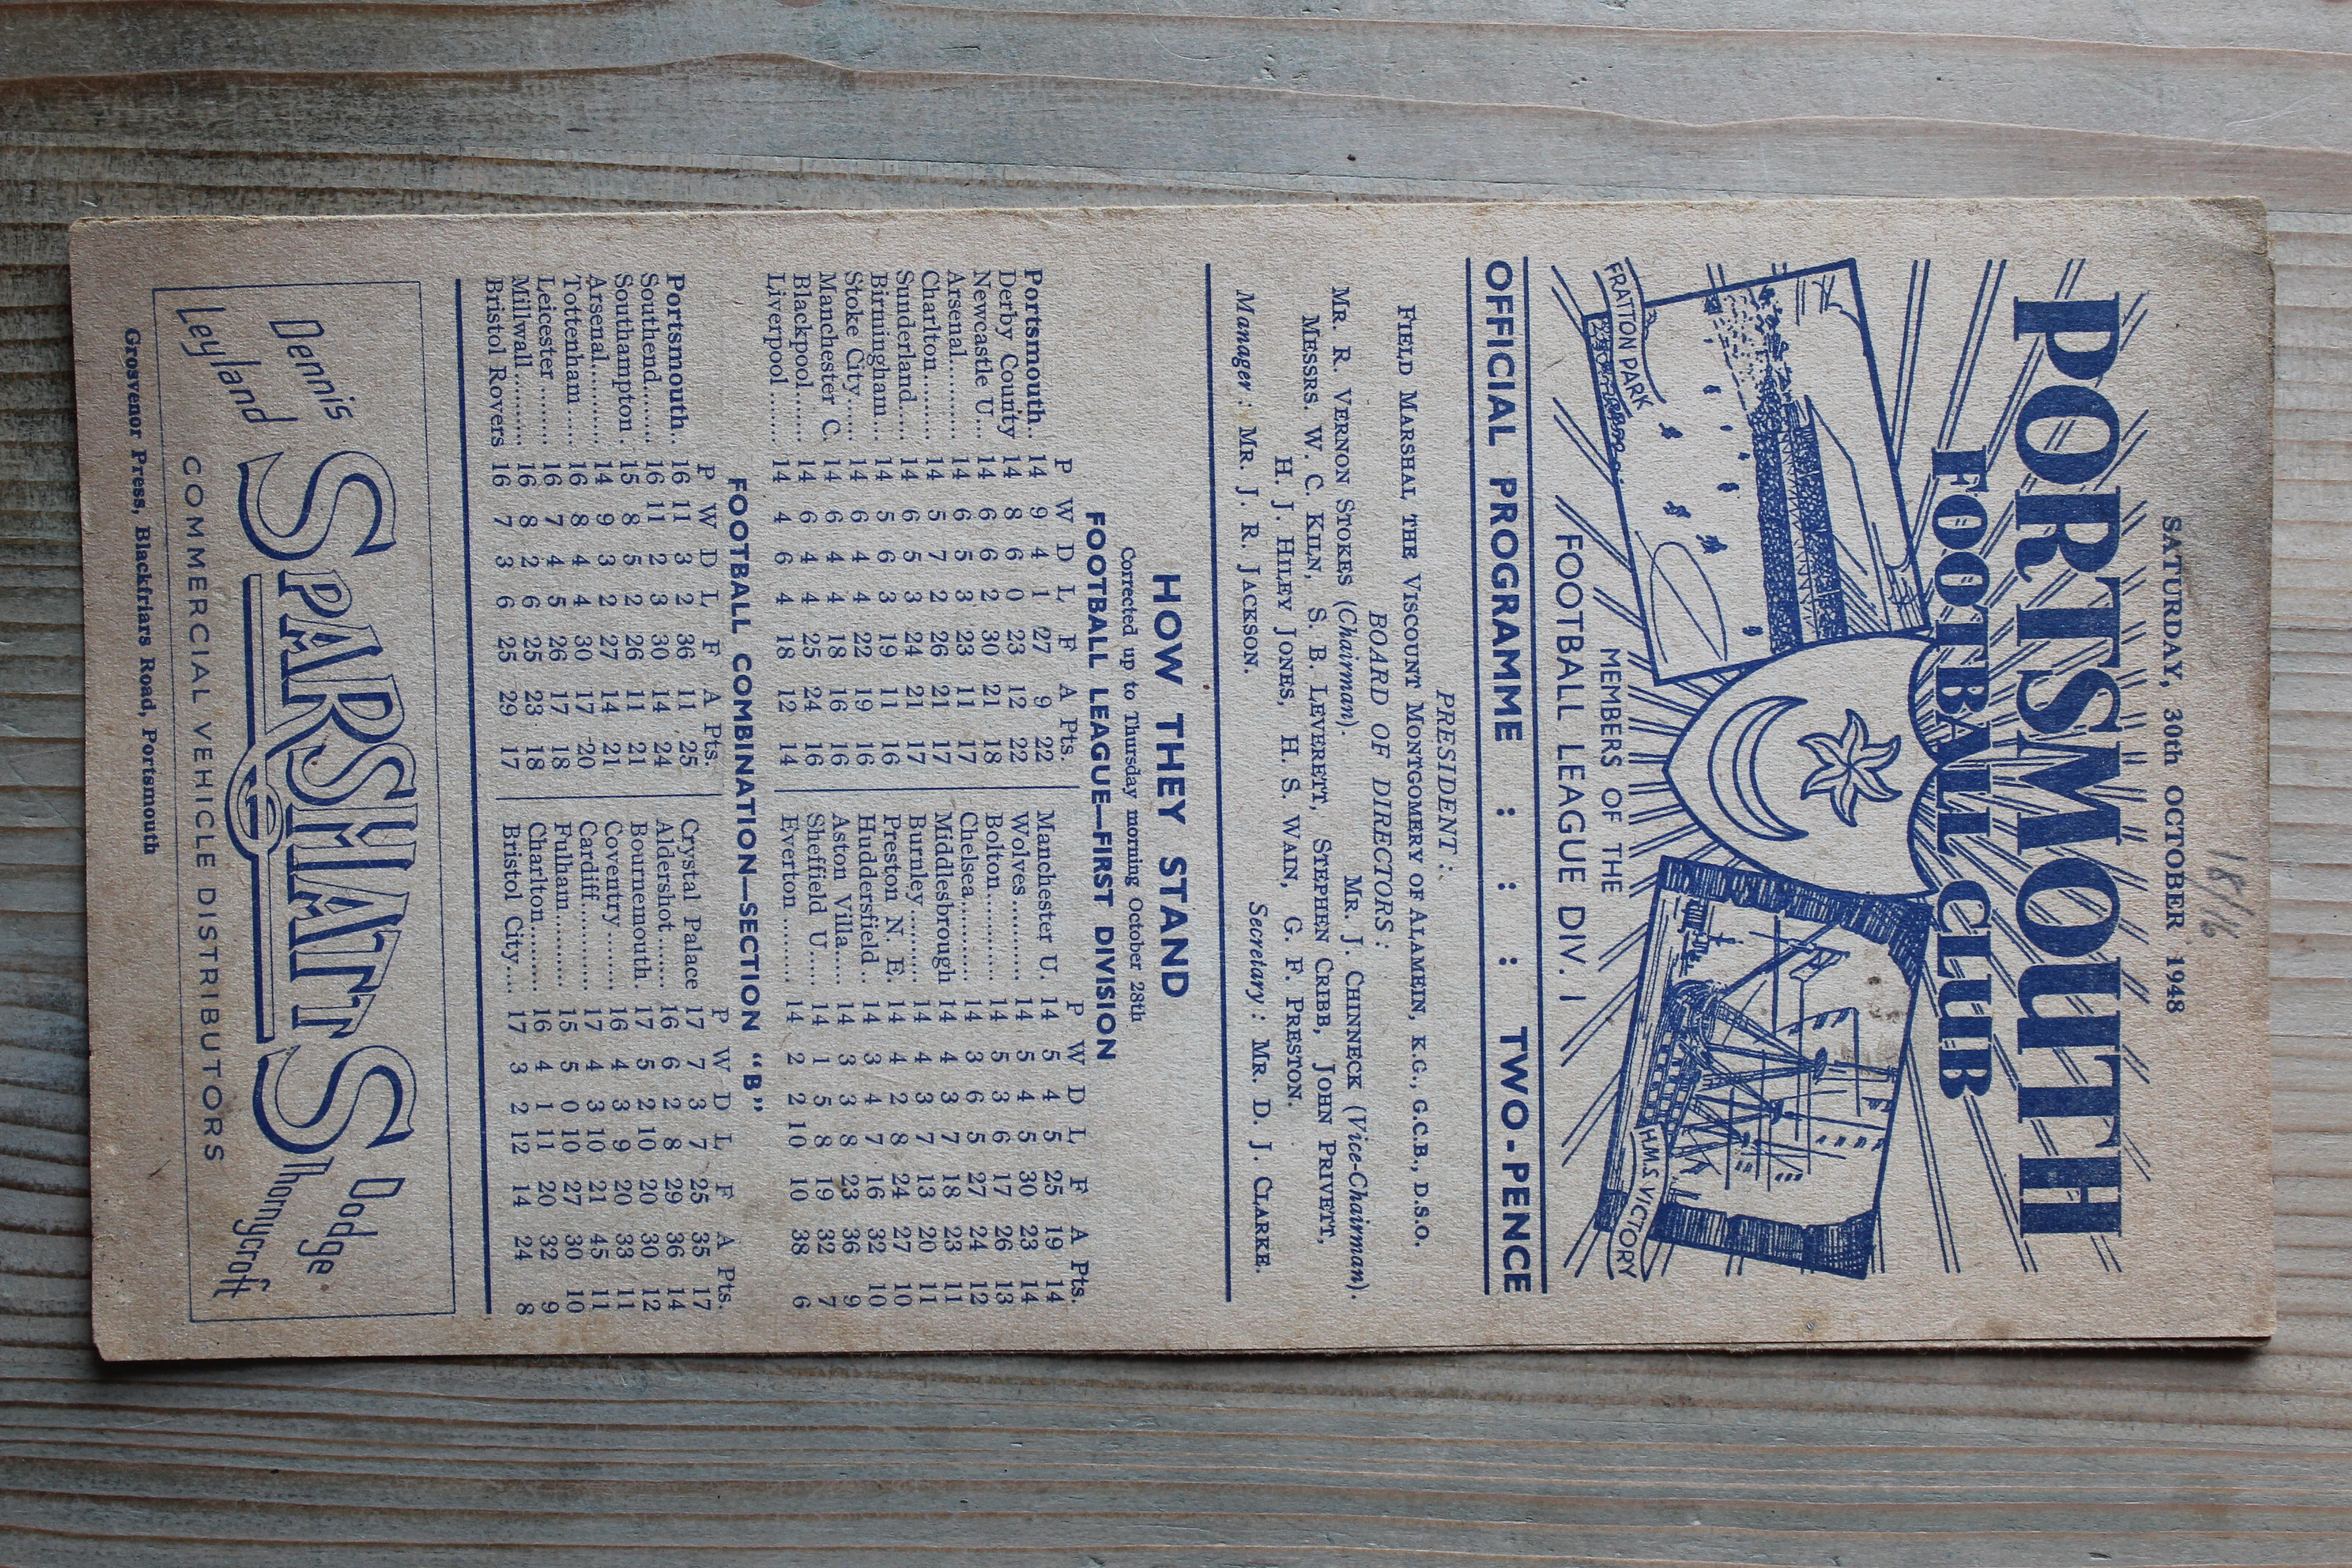 18/16
SATURDAY, 30th OCTOBER 1948
PORTSMOUTH
FOOTBALL CLUB
FRATTON PARK
H.M.S. VICTORY
MEMBERS OF THE
FOOTBALL LEAGUE DIV. 1
OFFICIAL PROGRAMME : : : TWO-PENCE
PRESIDENT :
FIELD MARSHAL THE VISCOUNT MONTGOMERY OF ALAMEIN, K.G., G.C.B., D.S.O.
BOARD OF DIRECTORS :
MR. R. VERNON STOKES (Chairman). MR. J. CHINNECK (Vice-Chairman).
MESSRS. W. C. KILN, S. B. LEVERETT, STEPHEN CRIBB, JOHN PRIVETT,
H. J. HILEY JONES, H. S. WAIN, G. F. PRESTON.
Manager : MR. J. R. JACKSON. Secretary : MR. D. J. CLARKE.
HOW THEY STAND
Corrected up to Thursday morning October 28th
FOOTBALL LEAGUE—FIRST DIVISION
P W D L F A Pts.
Portsmouth.. 14 9 4 1 27 9 22
Derby County 14 8 6 0 23 12 22
Newcastle U... 14 6 6 2 30 21 18
Arsenal.......... 14 6 5 3 23 11 17
Charlton......... 14 5 7 2 26 21 17
Sunderland..... 14 6 5 3 24 21 17
Birmingham... 14 5 6 3 19 11 16
Stoke City...... 14 6 4 4 22 19 16
Manchester C. 14 6 4 4 18 16 16
Blackpool....... 14 6 4 4 25 24 16
Liverpool ....... 14 4 6 4 18 12 14
P W D L F A Pts.
Manchester U. 14 5 4 5 25 19 14
Wolves............ 14 5 4 5 30 23 14
Bolton............ 14 5 3 6 17 26 13
Chelsea........... 14 3 6 5 27 24 12
Middlesbrough 14 4 3 7 18 23 11
Burnley.......... 14 4 3 7 13 20 11
Preston N. E. 14 4 2 8 24 27 10
Huddersfield.. 14 3 4 7 16 32 10
Aston Villa..... 14 3 3 8 23 36 9
Sheffield U..... 14 1 5 8 19 32 7
Everton ......... 14 2 2 10 10 38 6
FOOTBALL COMBINATION—SECTION “B”
P W D L F A Pts.
Portsmouth.. 16 11 3 2 36 11 25
Southend........ 16 11 2 3 30 14 24
Southampton . 15 8 5 2 26 11 21
Arsenal.......... 14 9 3 2 27 14 21
Tottenham...... 16 8 4 4 30 17 20
Leicester ........ 16 7 4 5 26 17 18
Millwall.......... 16 8 2 6 25 23 18
Bristol Rovers 16 7 3 6 25 29 17
P W D L F A Pts.
Crystal Palace 17 7 3 7 25 35 17
Aldershot....... 16 6 2 8 29 36 14
Bournemouth. 17 5 2 10 20 30 12
Coventry........ 16 4 3 9 20 33 11
Cardiff........... 17 4 3 10 21 45 11
Fulham.......... 15 5 0 10 27 30 10
Charlton......... 16 4 1 11 20 32 9
Bristol City.... 17 3 2 12 14 24 8
Dennis Dodge
Leyland SPARSHATTS Thornycroft
COMMERCIAL VEHICLE DISTRIBUTORS
Grosvenor Press, Blackfriars Road, Portsmouth